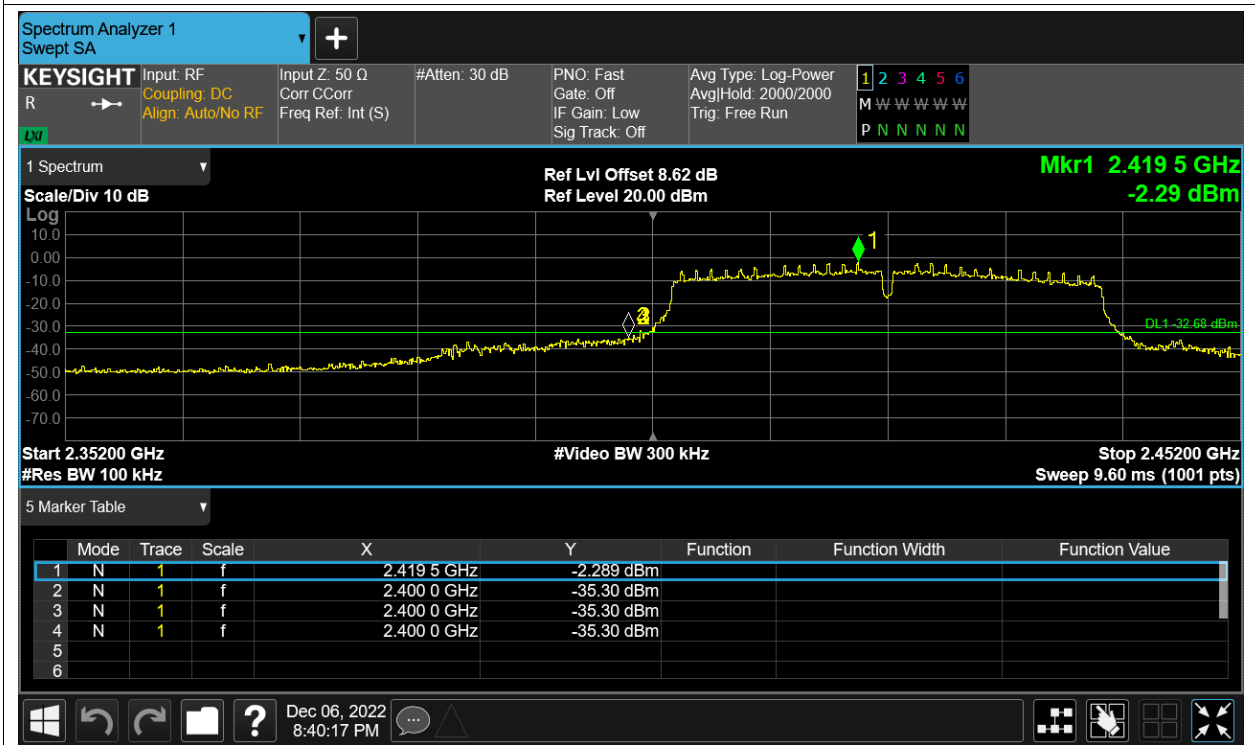 Spectrum Analyzer 1
Swept SA
+
KEYSIGHT Input: RF Input Z: 50 Ω #Atten: 30 dB PNO: Fast Avg Type: Log-Power 1 2 3 4 5 6
R Coupling: DC Corr CCorr Gate: Off Avg|Hold: 2000/2000 M W W W W W W
Align: Auto/No RF Freq Ref: Int (S) IF Gain: Low Trig: Free Run
LXI Sig Track: Off P N N N N N N
1 Spectrum Ref Lvl Offset 8.62 dB Mkr1 2.419 5 GHz
Scale/Div 10 dB Ref Level 20.00 dBm -2.29 dBm
Log
10.0
0.00
-10.0
-20.0
-30.0
-40.0
-50.0
-60.0
-70.0
1
DL1 -32.68 dBm
Start 2.35200 GHz #Video BW 300 kHz Stop 2.45200 GHz
#Res BW 100 kHz Sweep 9.60 ms (1001 pts)
5 Marker Table
Mode Trace Scale X Y Function Function Width Function Value
1 N 1 f 2.419 5 GHz -2.289 dBm
2 N 1 f 2.400 0 GHz -35.30 dBm
3 N 1 f 2.400 0 GHz -35.30 dBm
4 N 1 f 2.400 0 GHz -35.30 dBm
5
6
? Dec 06, 2022
8:40:17 PM